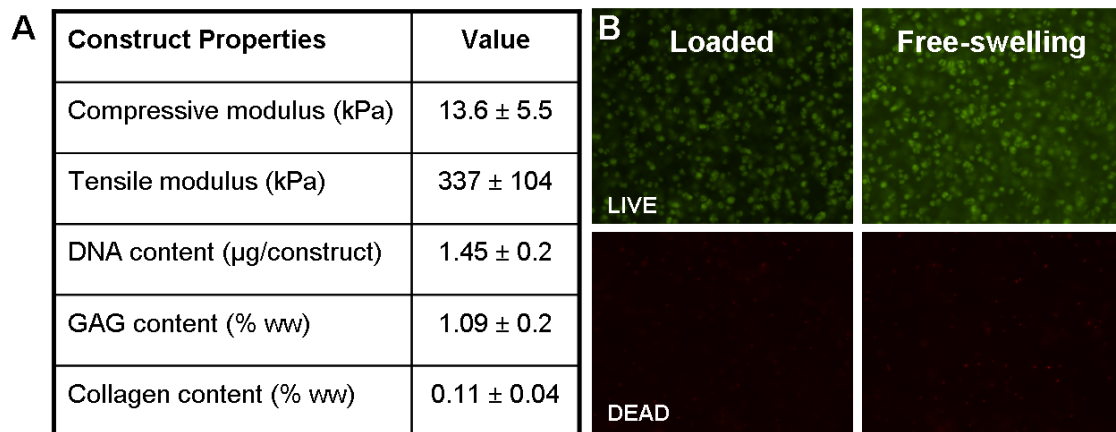 A
Construct Properties Value
Compressive modulus (kPa) 13.6 ± 5.5
Tensile modulus (kPa) 337 ± 104
DNA content (µg/construct) 1.45 ± 0.2
GAG content (% ww) 1.09 ± 0.2
Collagen content (% ww) 0.11 ± 0.04
B
Loaded Free-swelling
LIVE
DEAD